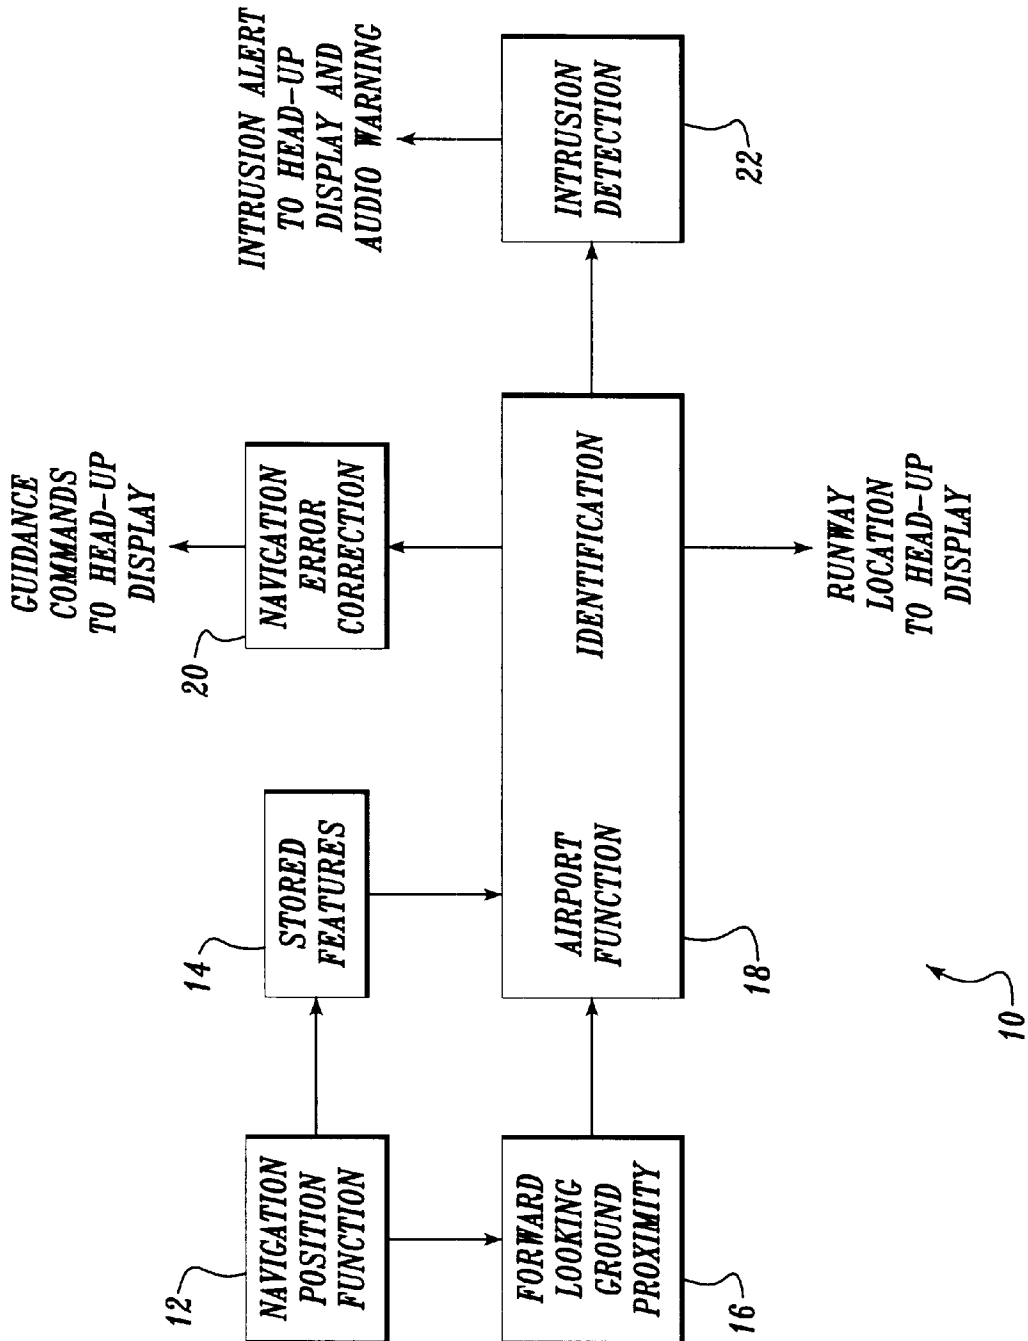 GUIDANCE
COMMANDS
TO HEAD-UP
DISPLAY
INTRUSION ALERT
TO HEAD-UP
DISPLAY AND
AUDIO WARNING
12
NAVIGATION
POSITION
FUNCTION
14
STORED
FEATURES
20
NAVIGATION
ERROR
CORRECTION
FORWARD
LOOKING
GROUND
PROXIMITY
16
AIRPORT
FUNCTION
IDENTIFICATION
18
INTRUSION
DETECTION
22
RUNWAY
LOCATION
TO HEAD-UP
DISPLAY
10